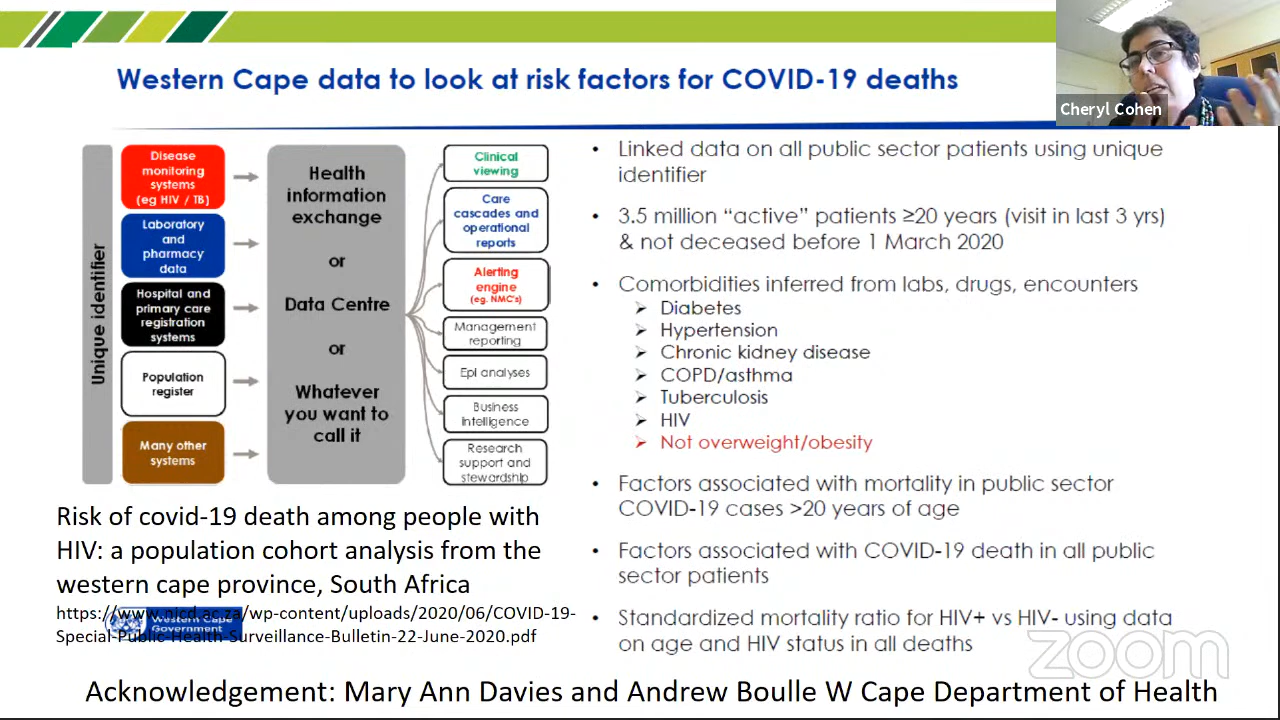 Western Cape data to look at risk factors for COVID-19 deaths
Cheryl Cohen
Unique identifier
Disease
monitoring
systems
(eg HIV / TB)
Laboratory
and
pharmacy
data
Hospital and
primary care
registration
systems
Population
register
Many other
systems
Health
information
exchange
or
Data Centre
or
Whatever
you want to
call it
Clinical
viewing
Care
cascades and
operational
reports
Alerting
engine
(eg. NMC's)
Management
reporting
Epi analyses
Business
intelligence
Research
support and
stewardship
• Linked data on all public sector patients using unique
identifier
• 3.5 million “active” patients ≥20 years (visit in last 3 yrs)
& not deceased before 1 March 2020
• Comorbidities inferred from labs, drugs, encounters
➢ Diabetes
➢ Hypertension
➢ Chronic kidney disease
➢ COPD/asthma
➢ Tuberculosis
➢ HIV
➢ Not overweight/obesity
• Factors associated with mortality in public sector
COVID-19 cases >20 years of age
• Factors associated with COVID-19 death in all public
sector patients
• Standardized mortality ratio for HIV+ vs HIV- using data
on age and HIV status in all deaths
Risk of covid-19 death among people with
HIV: a population cohort analysis from the
western cape province, South Africa
https://www.nicd.ac.za/wp-content/uploads/2020/06/COVID-19-
Special-Public-Health-Surveillance-Bulletin-22-June-2020.pdf
Western Cape
Government
zoom
Acknowledgement: Mary Ann Davies and Andrew Boulle W Cape Department of Health